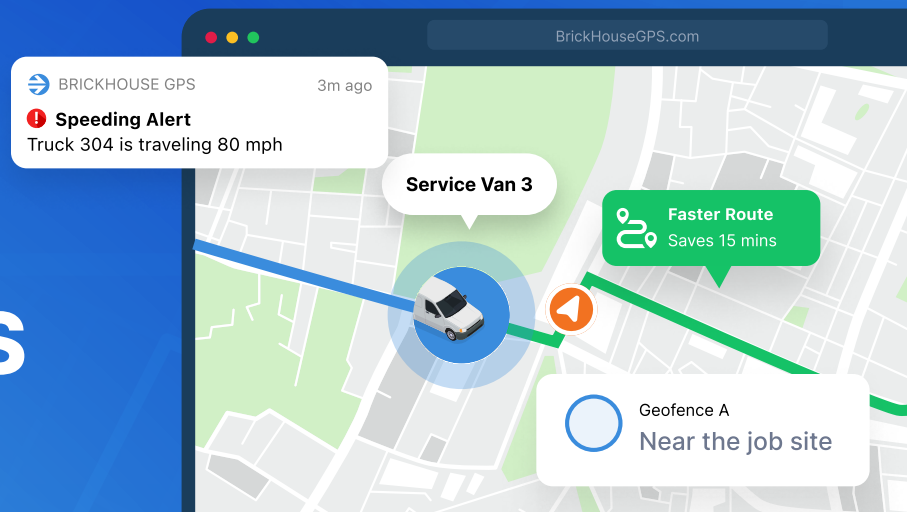 BrickHouseGPS.com
BRICKHOUSE GPS
3m ago
Speeding Alert
Truck 304 is traveling 80 mph
Service Van 3
Faster Route
Saves 15 mins
s
Geofence A
Near the job site